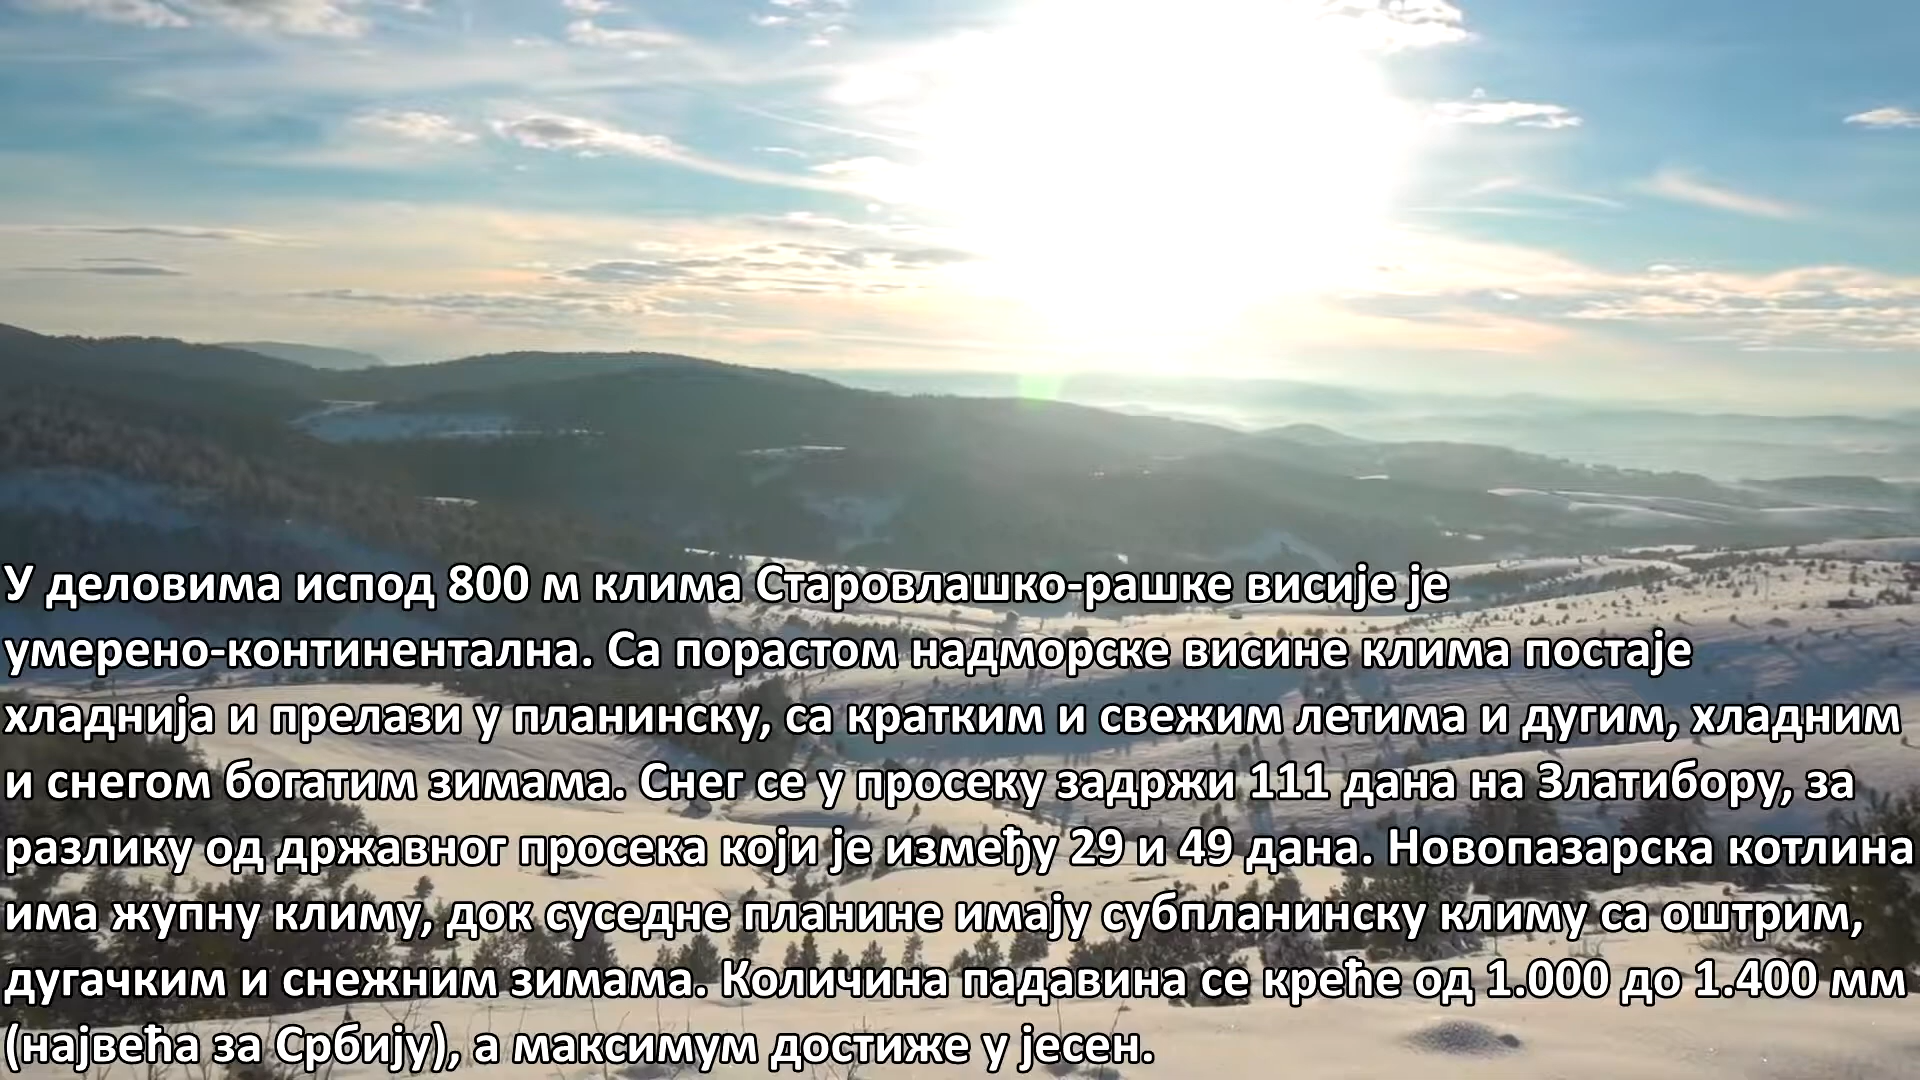 У деловима испод 800 м клима Старовлашко-рашке висије је
умерено-континентална. Са порастом надморске висине клима постаје
хладнија и прелази у планинску, са кратким и свежим летима и дугим, хладним
и снегом богатим зимама. Снег се у просеку задржи 111 дана на Златибору, за
разлику од државног просека који је између 29 и 49 дана. Новопазарска котлина
има жупну климу, док суседне планине имају субпланинску климу са оштрим,
дугачким и снежним зимама. Количина падавина се креће од 1.000 до 1.400 мм
(највећа за Србију), а максимум достиже у јесен.